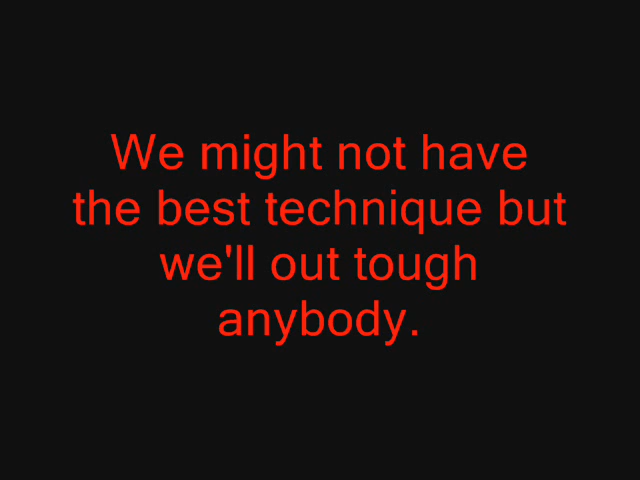 We might not have
the best technique but
we'll out tough
anybody.